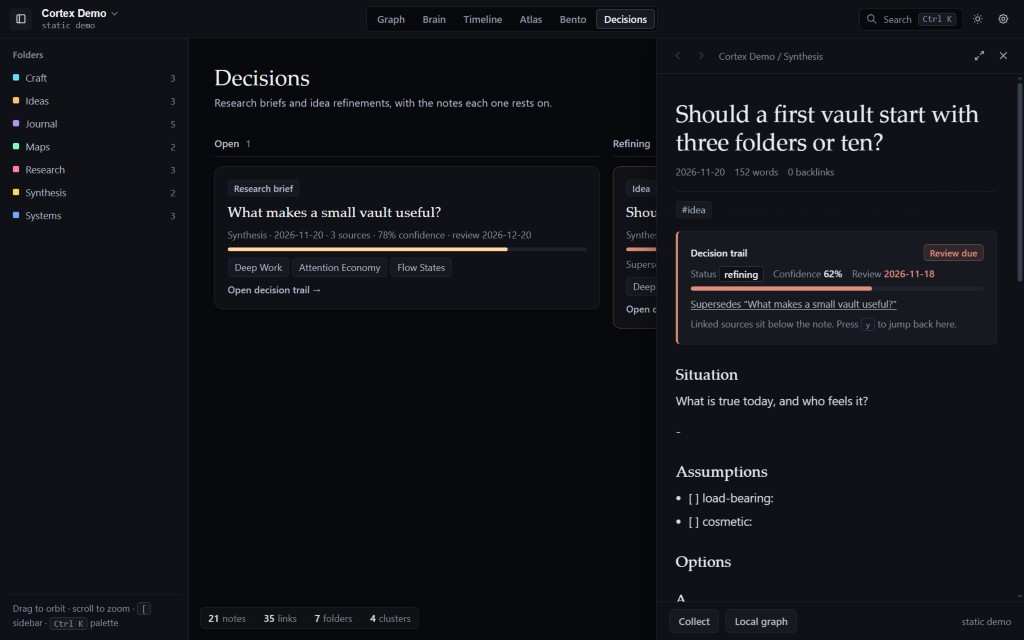 Cortex Demo
static demo
Graph Brain Timeline Atlas Bento Decisions
Search Ctrl K
Folders
Craft 3
Ideas 3
Journal 5
Maps 2
Research 3
Synthesis 2
Systems 3
Drag to orbit · scroll to zoom · [
sidebar · Ctrl K palette
Decisions
Research briefs and idea refinements, with the notes each one rests on.
Open 1
Research brief
What makes a small vault useful?
Synthesis · 2026-11-20 · 3 sources · 78% confidence · review 2026-12-20
Deep Work Attention Economy Flow States
Open decision trail →
Refining
Idea
Shou
Synthes
Superse
Deep
Open d
21 notes 35 links 7 folders 4 clusters
Cortex Demo / Synthesis
Should a first vault start with
three folders or ten?
2026-11-20 152 words 0 backlinks
#idea
Decision trail Review due
Status refining Confidence 62% Review 2026-11-18
Supersedes “What makes a small vault useful?”
Linked sources sit below the note. Press y to jump back here.
Situation
What is true today, and who feels it?
-
Assumptions
• [ ] load-bearing:
• [ ] cosmetic:
Options
A
Collect Local graph static demo